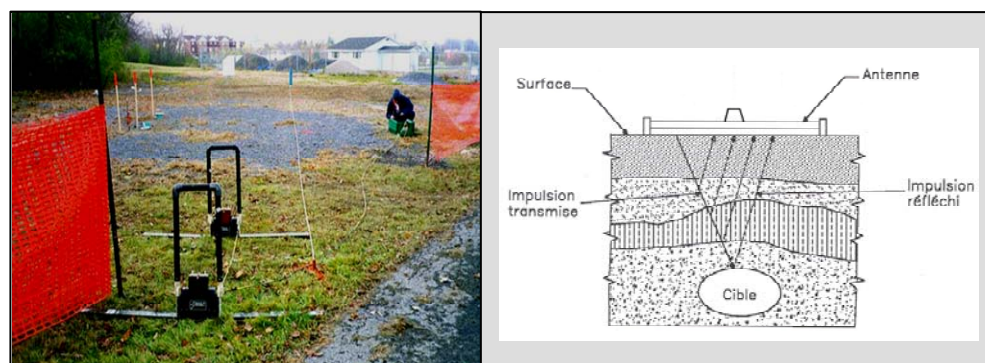 Surface
Antenne
Impulsion
transmise
Impulsion
réfléchi
Cible